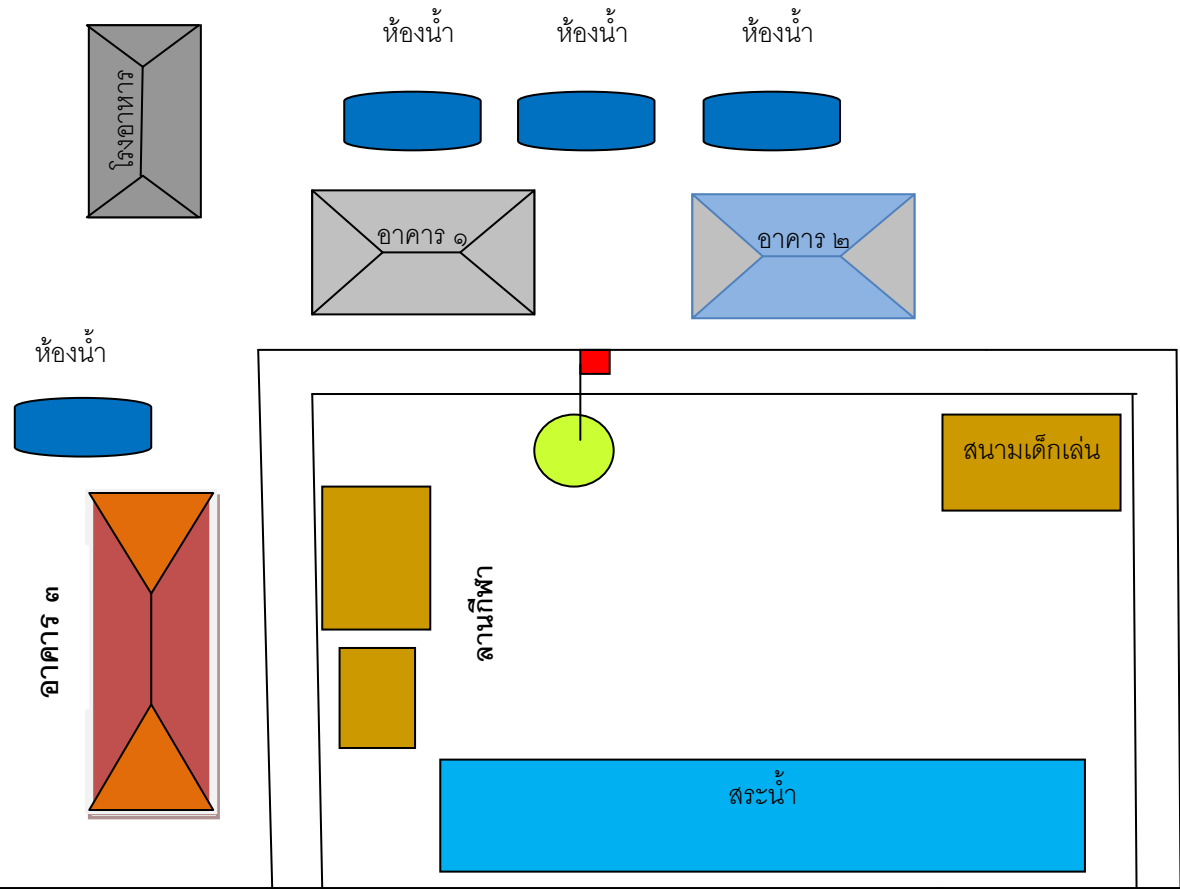 ห้องน้ำ ห้องน้ำ ห้องน้ำ
โรงอาหาร
อาคาร ๑
อาคาร ๒
ห้องน้ำ
สนามเด็กเล่น
อาคาร ๓
ลานกีฬา
สระน้ำ